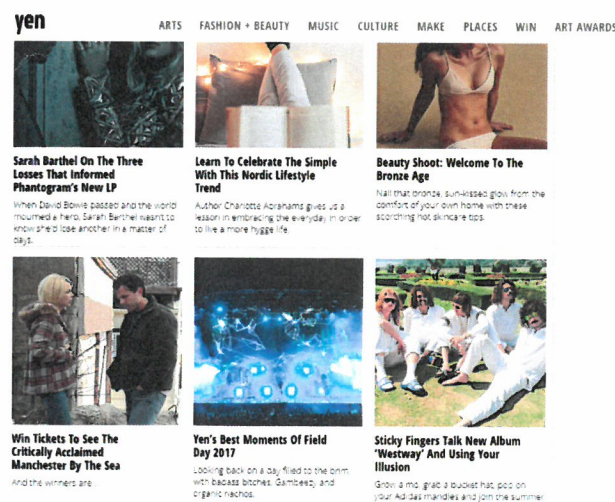 yen
ARTS FASHION + BEAUTY MUSIC CULTURE MAKE PLACES WIN ART AWARDS
Sarah Barthel On The Three
Losses That Informed
Phantogram's New LP
When David Bowie passed and the world
mourned a hero, Sarah Barthel wasn't to
know she'd lose another in a matter of
days.
Learn To Celebrate The Simple
With This Nordic Lifestyle
Trend
Author Charlotte Abrahams gives us a
lesson in embracing the everyday in order
to live a more hygge life.
Beauty Shoot: Welcome To The
Bronze Age
Nail that bronze, sun-kissed glow from the
comfort of your own home with these
scorching hot skincare tips.
Win Tickets To See The
Critically Acclaimed
Manchester By The Sea
And the winners are
Yen's Best Moments Of Field
Day 2017
Looking back on a day filled to the brim
with badass bitches, Gambeezy and
organic nachos.
Sticky Fingers Talk New Album
'Westway' And Using Your
Illusion
Grow a mo, grab a bucket hat, pop on
your Adidas mandles and join the summer